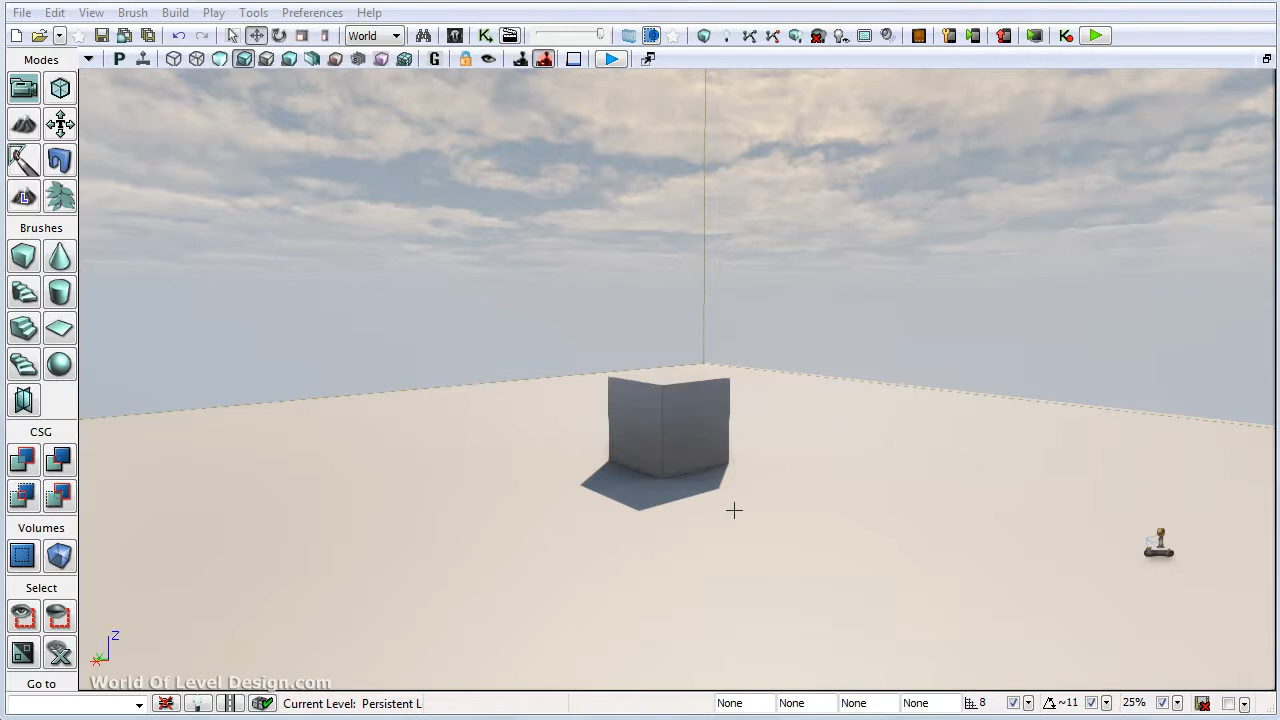 File Edit View Brush Build Play Tools Preferences Help
World
Modes
P
G
L
Brushes
CSG
Volumes
Select
Z
World Of Level Design.com
Go to
Current Level: Persistent L
None None None None 8 ~11 25%